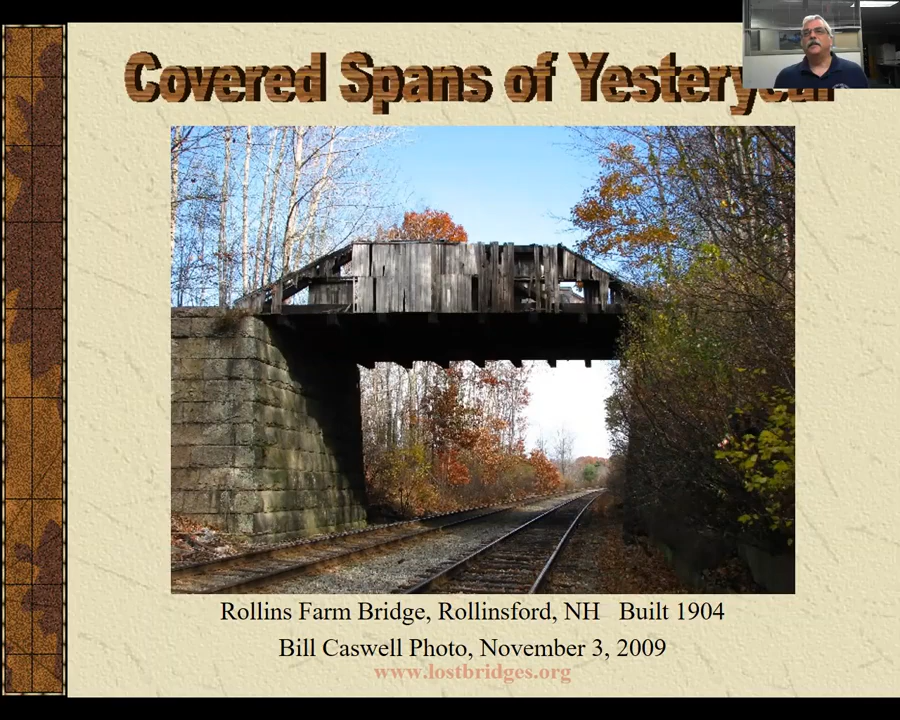 Covered Spans of
Rollins Farm Bridge, Rollinsford, NH Built 1904
Bill Caswell Photo, November 3, 2009
www.lostbridges.org